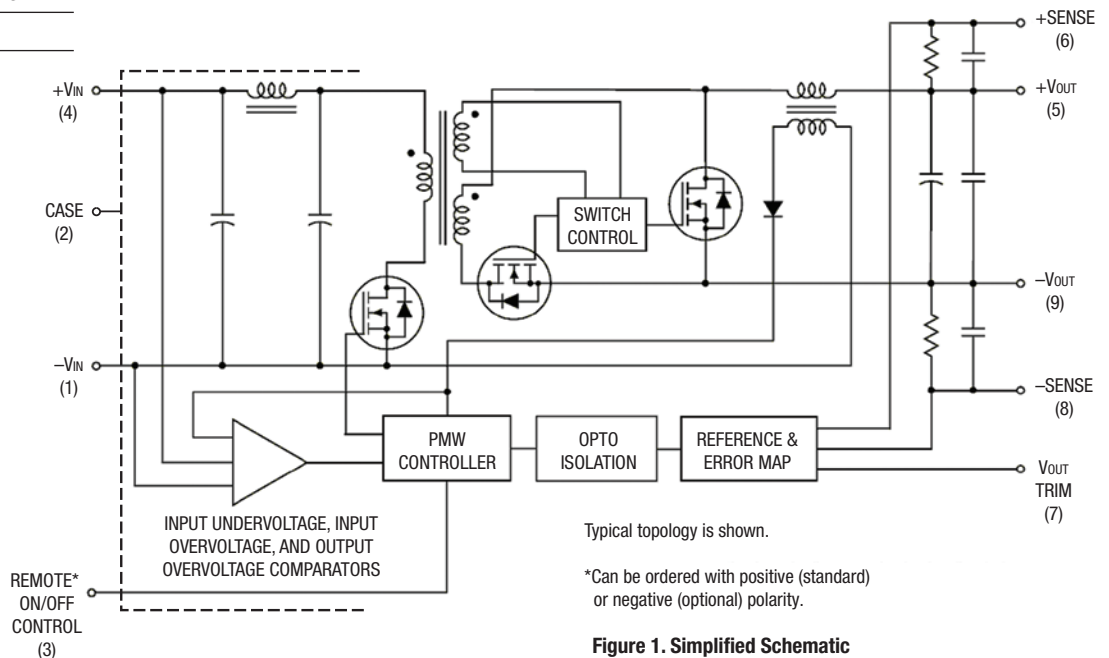 +SENSE
(6)
+VIN
(4)
+VOUT
(5)
CASE
(2)
SWITCH
CONTROL
−VOUT
(9)
−VIN
(1)
−SENSE
(8)
PMW
CONTROLLER
OPTO
ISOLATION
REFERENCE &
ERROR MAP
VOUT
TRIM
(7)
INPUT UNDERVOLTAGE, INPUT
OVERVOLTAGE, AND OUTPUT
OVERVOLTAGE COMPARATORS
REMOTE*
ON/OFF
CONTROL
(3)
Typical topology is shown.
*Can be ordered with positive (standard)
or negative (optional) polarity.
Figure 1. Simplified Schematic